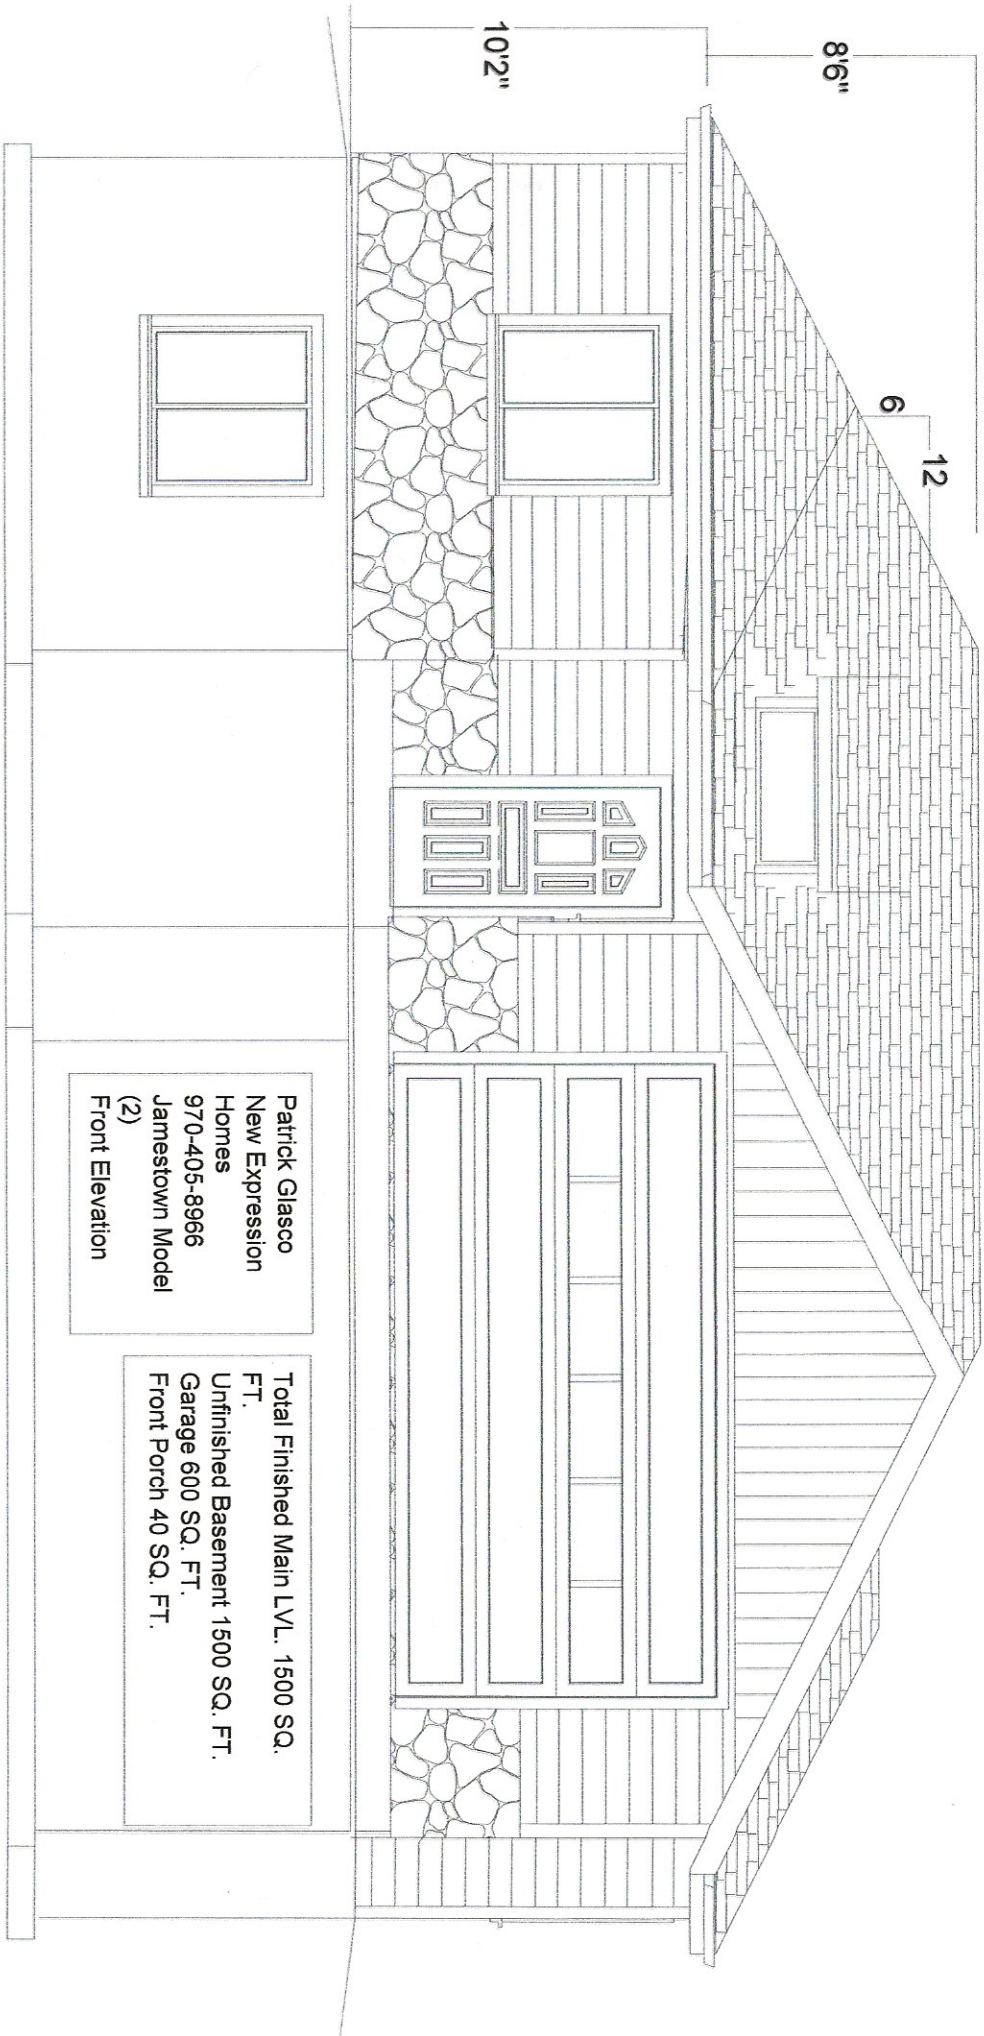 8'6"
10'2"
6
12
Patrick Glasco
New Expression
Homes
970-405-8966
Jamestown Model
(2)
Front Elevation
Total Finished Main LVL. 1500 SQ.
FT.
Unfinished Basement 1500 SQ. FT.
Garage 600 SQ. FT.
Front Porch 40 SQ. FT.